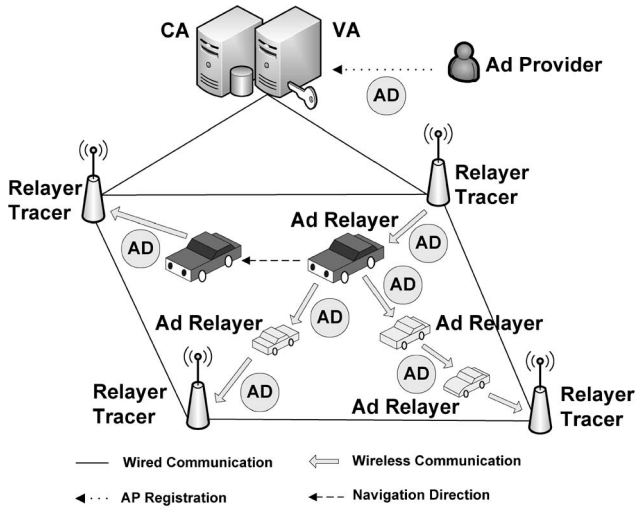 CA
VA
Ad Provider
AD
Relayer
Tracer
Relayer
Tracer
Ad Relayer
AD
AD
AD
Ad Relayer
AD
Ad Relayer
AD
AD
Relayer
Tracer
Ad Relayer
Relayer
Tracer
Wired Communication
Wireless Communication
AP Registration
Navigation Direction